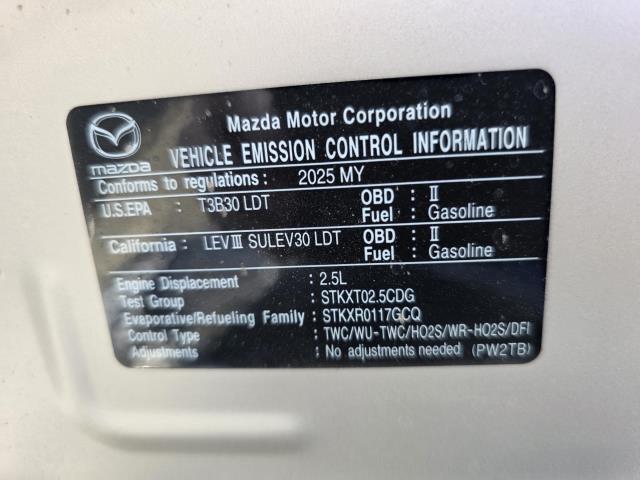 Mazda Motor Corporation
mazda VEHICLE EMISSION CONTROL INFORMATION
Conforms to regulations : 2025 MY
U.S.EPA : T3B30 LDT OBD : II
Fuel : Gasoline
California : LEVIII SULEV30 LDT OBD : II
Fuel : Gasoline
Engine Displacement : 2.5L
Test Group : STKXT02.5CDG
Evaporative/Refueling Family : STKXR0117GCQ
Control Type : TWC/WU-TWC/HO2S/WR-HO2S/DFI
Adjustments : No adjustments needed (PW2TB)